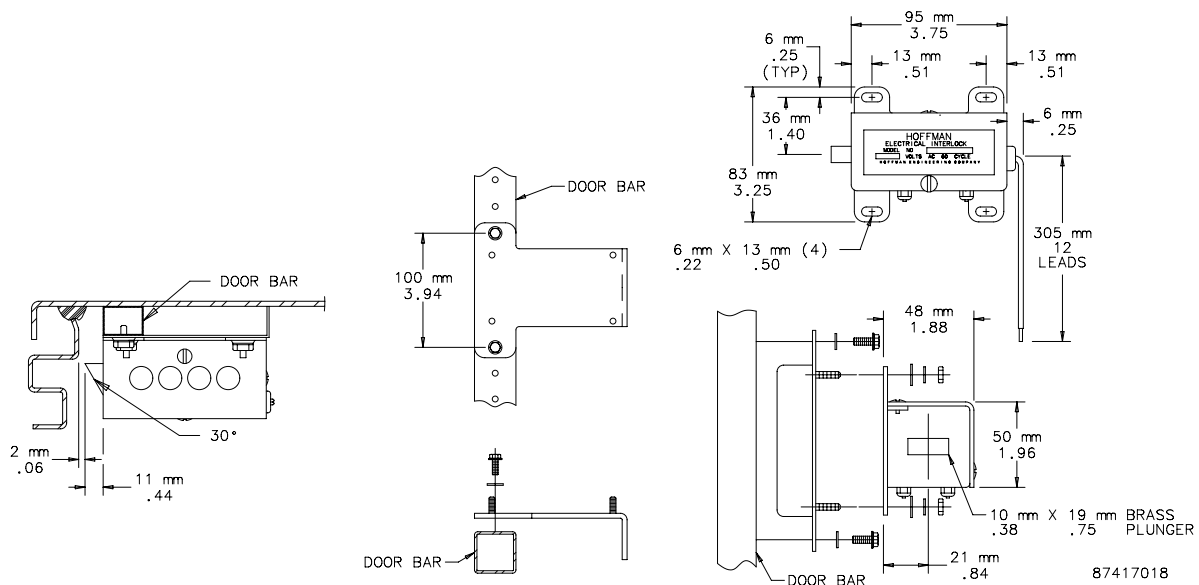 95 mm
3.75
6 mm
.25
(TYP)
13 mm
.51
13 mm
.51
36 mm
1.40
6 mm
.25
HOFFMAN
ELECTRICAL INTERLOCK
MODEL NO
VOLTS AC 60 CYCLE
HOFFMAN ENGINEERING COMPANY
83 mm
3.25
305 mm
12
LEADS
6 mm X 13 mm (4)
.22 .50
DOOR BAR
100 mm
3.94
DOOR BAR
30°
2 mm
.06
11 mm
.44
DOOR BAR
48 mm
1.88
50 mm
1.96
10 mm X 19 mm BRASS
.38 .75 PLUNGER
21 mm
.84
DOOR BAR
87417018